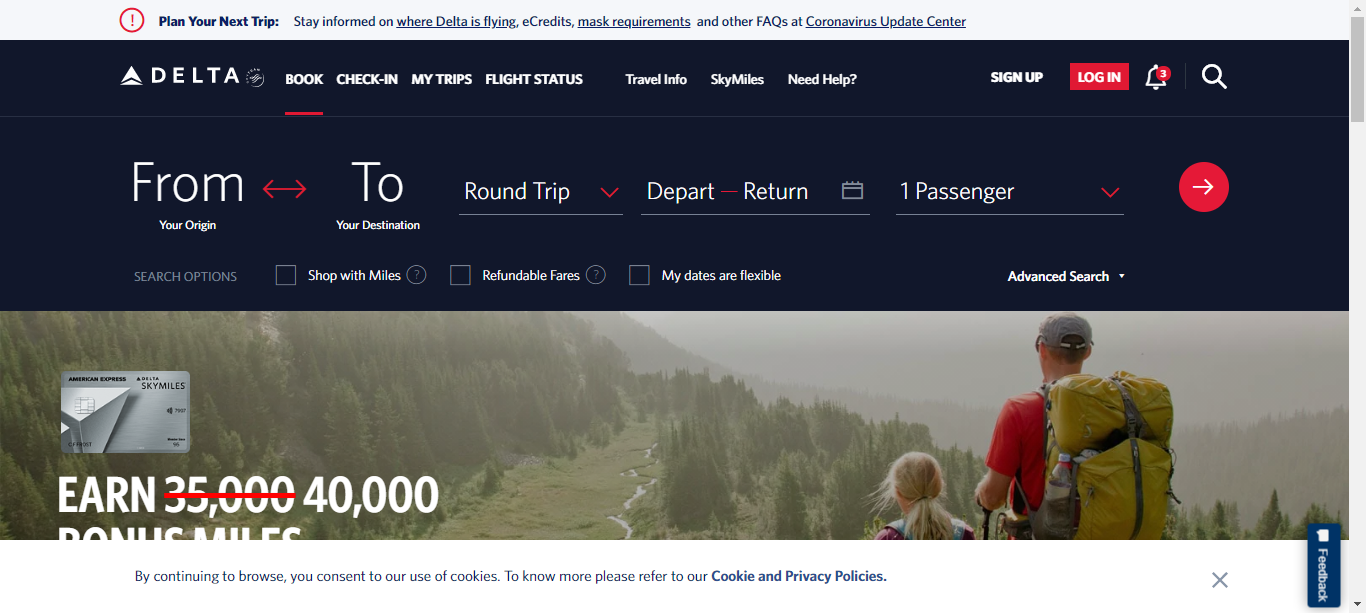 Plan Your Next Trip: Stay informed on where Delta is flying, eCredits, mask requirements and other FAQs at Coronavirus Update Center
DELTA BOOK CHECK-IN MY TRIPS FLIGHT STATUS Travel Info SkyMiles Need Help? SIGN UP LOG IN 3
From To Round Trip Depart — Return 1 Passenger
Your Origin Your Destination
SEARCH OPTIONS Shop with Miles ? Refundable Fares ? My dates are flexible Advanced Search
AMERICAN EXPRESS DELTA
SKYMILES
EARN 35,000 40,000
BONUS MILES
Feedback
By continuing to browse, you consent to our use of cookies. To know more please refer to our Cookie and Privacy Policies.